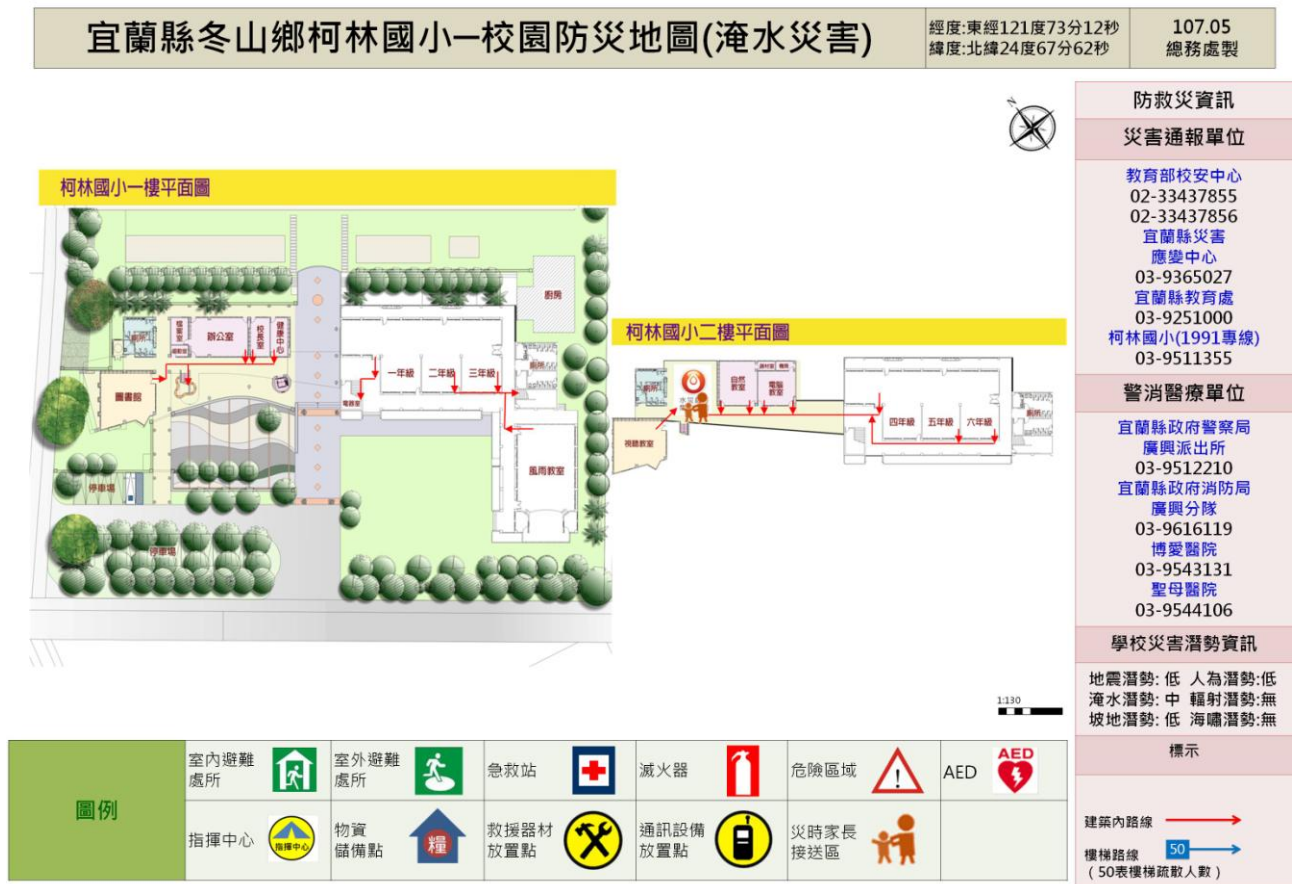 宜蘭縣冬山鄉柯林國小—校園防災地圖(淹水災害)
經度:東經121度73分12秒
緯度:北緯24度67分62秒
107.05
總務處製
N
柯林國小一樓平面圖
廚房
廁所
檔案室
辦公室
校長室
健康中心
圖書館
電器室
一年級
二年級
三年級
廁所
風雨教室
停車場
停車場
柯林國小二樓平面圖
廁所
自然教室
電腦教室
視聽教室
四年級
五年級
六年級
廁所
1:130
防救災資訊
災害通報單位
教育部校安中心
02-33437855
02-33437856
宜蘭縣災害
應變中心
03-9365027
宜蘭縣教育處
03-9251000
柯林國小(1991專線)
03-9511355
警消醫療單位
宜蘭縣政府警察局
廣興派出所
03-9512210
宜蘭縣政府消防局
廣興分隊
03-9616119
博愛醫院
03-9543131
聖母醫院
03-9544106
學校災害潛勢資訊
地震潛勢: 低 人為潛勢:低
淹水潛勢: 中 輻射潛勢:無
坡地潛勢: 低 海嘯潛勢:無
標示
建築內路線
樓梯路線 50
(50表樓梯疏散人數)
圖例
室內避難
處所
室外避難
處所
急救站
滅火器
危險區域
AED
AED
指揮中心
指揮中心
物資
儲備點
糧
救援器材
放置點
通訊設備
放置點
災時家長
接送區